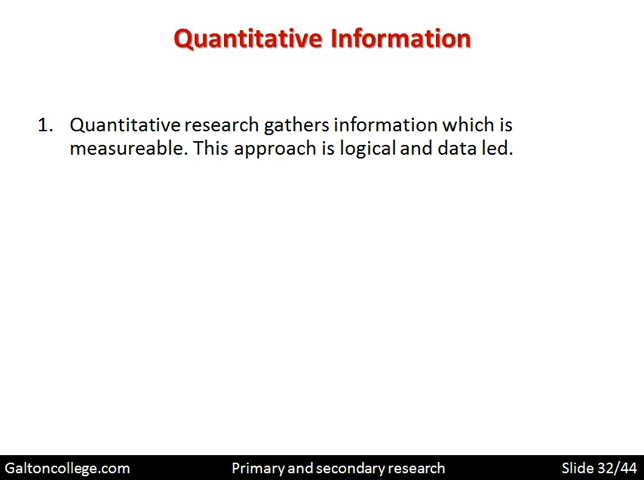 Quantitative Information
1. Quantitative research gathers information which is
measureable. This approach is logical and data led.
Galtoncollege.com Primary and secondary research Slide 32/44